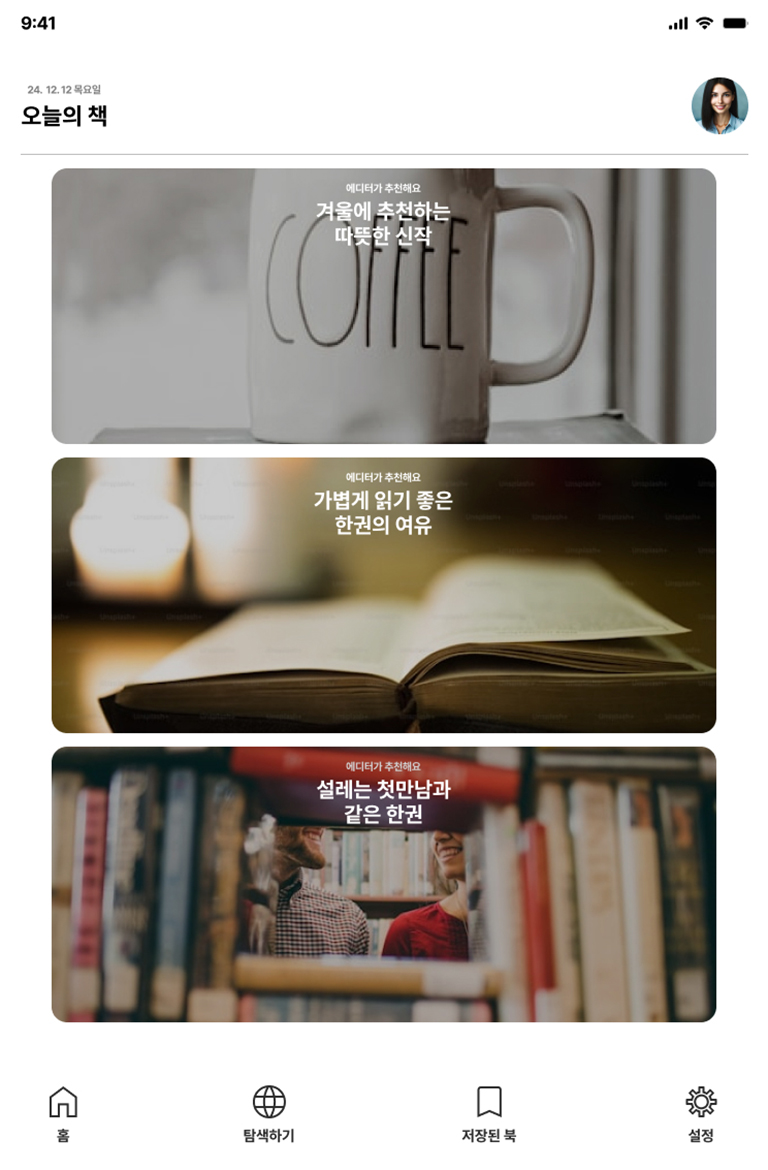 9:41
24. 12. 12 목요일
오늘의 책
에디터가 추천해요
겨울에 추천하는
따뜻한 신작
COFFEE
에디터가 추천해요
가볍게 읽기 좋은
한권의 여유
에디터가 추천해요
설레는 첫만남과
같은 한권
홈
탐색하기
저장된 북
설정